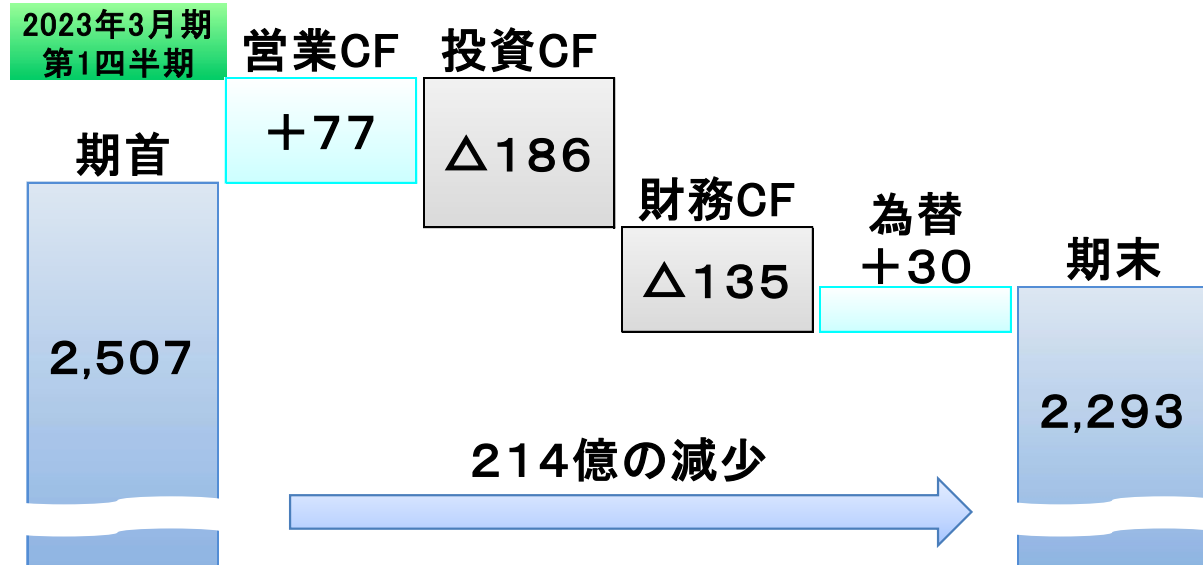 2023年3月期
第1四半期
営業CF
投資CF
＋77
△186
期首
財務CF
為替
＋30
期末
△135
2,507
2,293
214億の減少